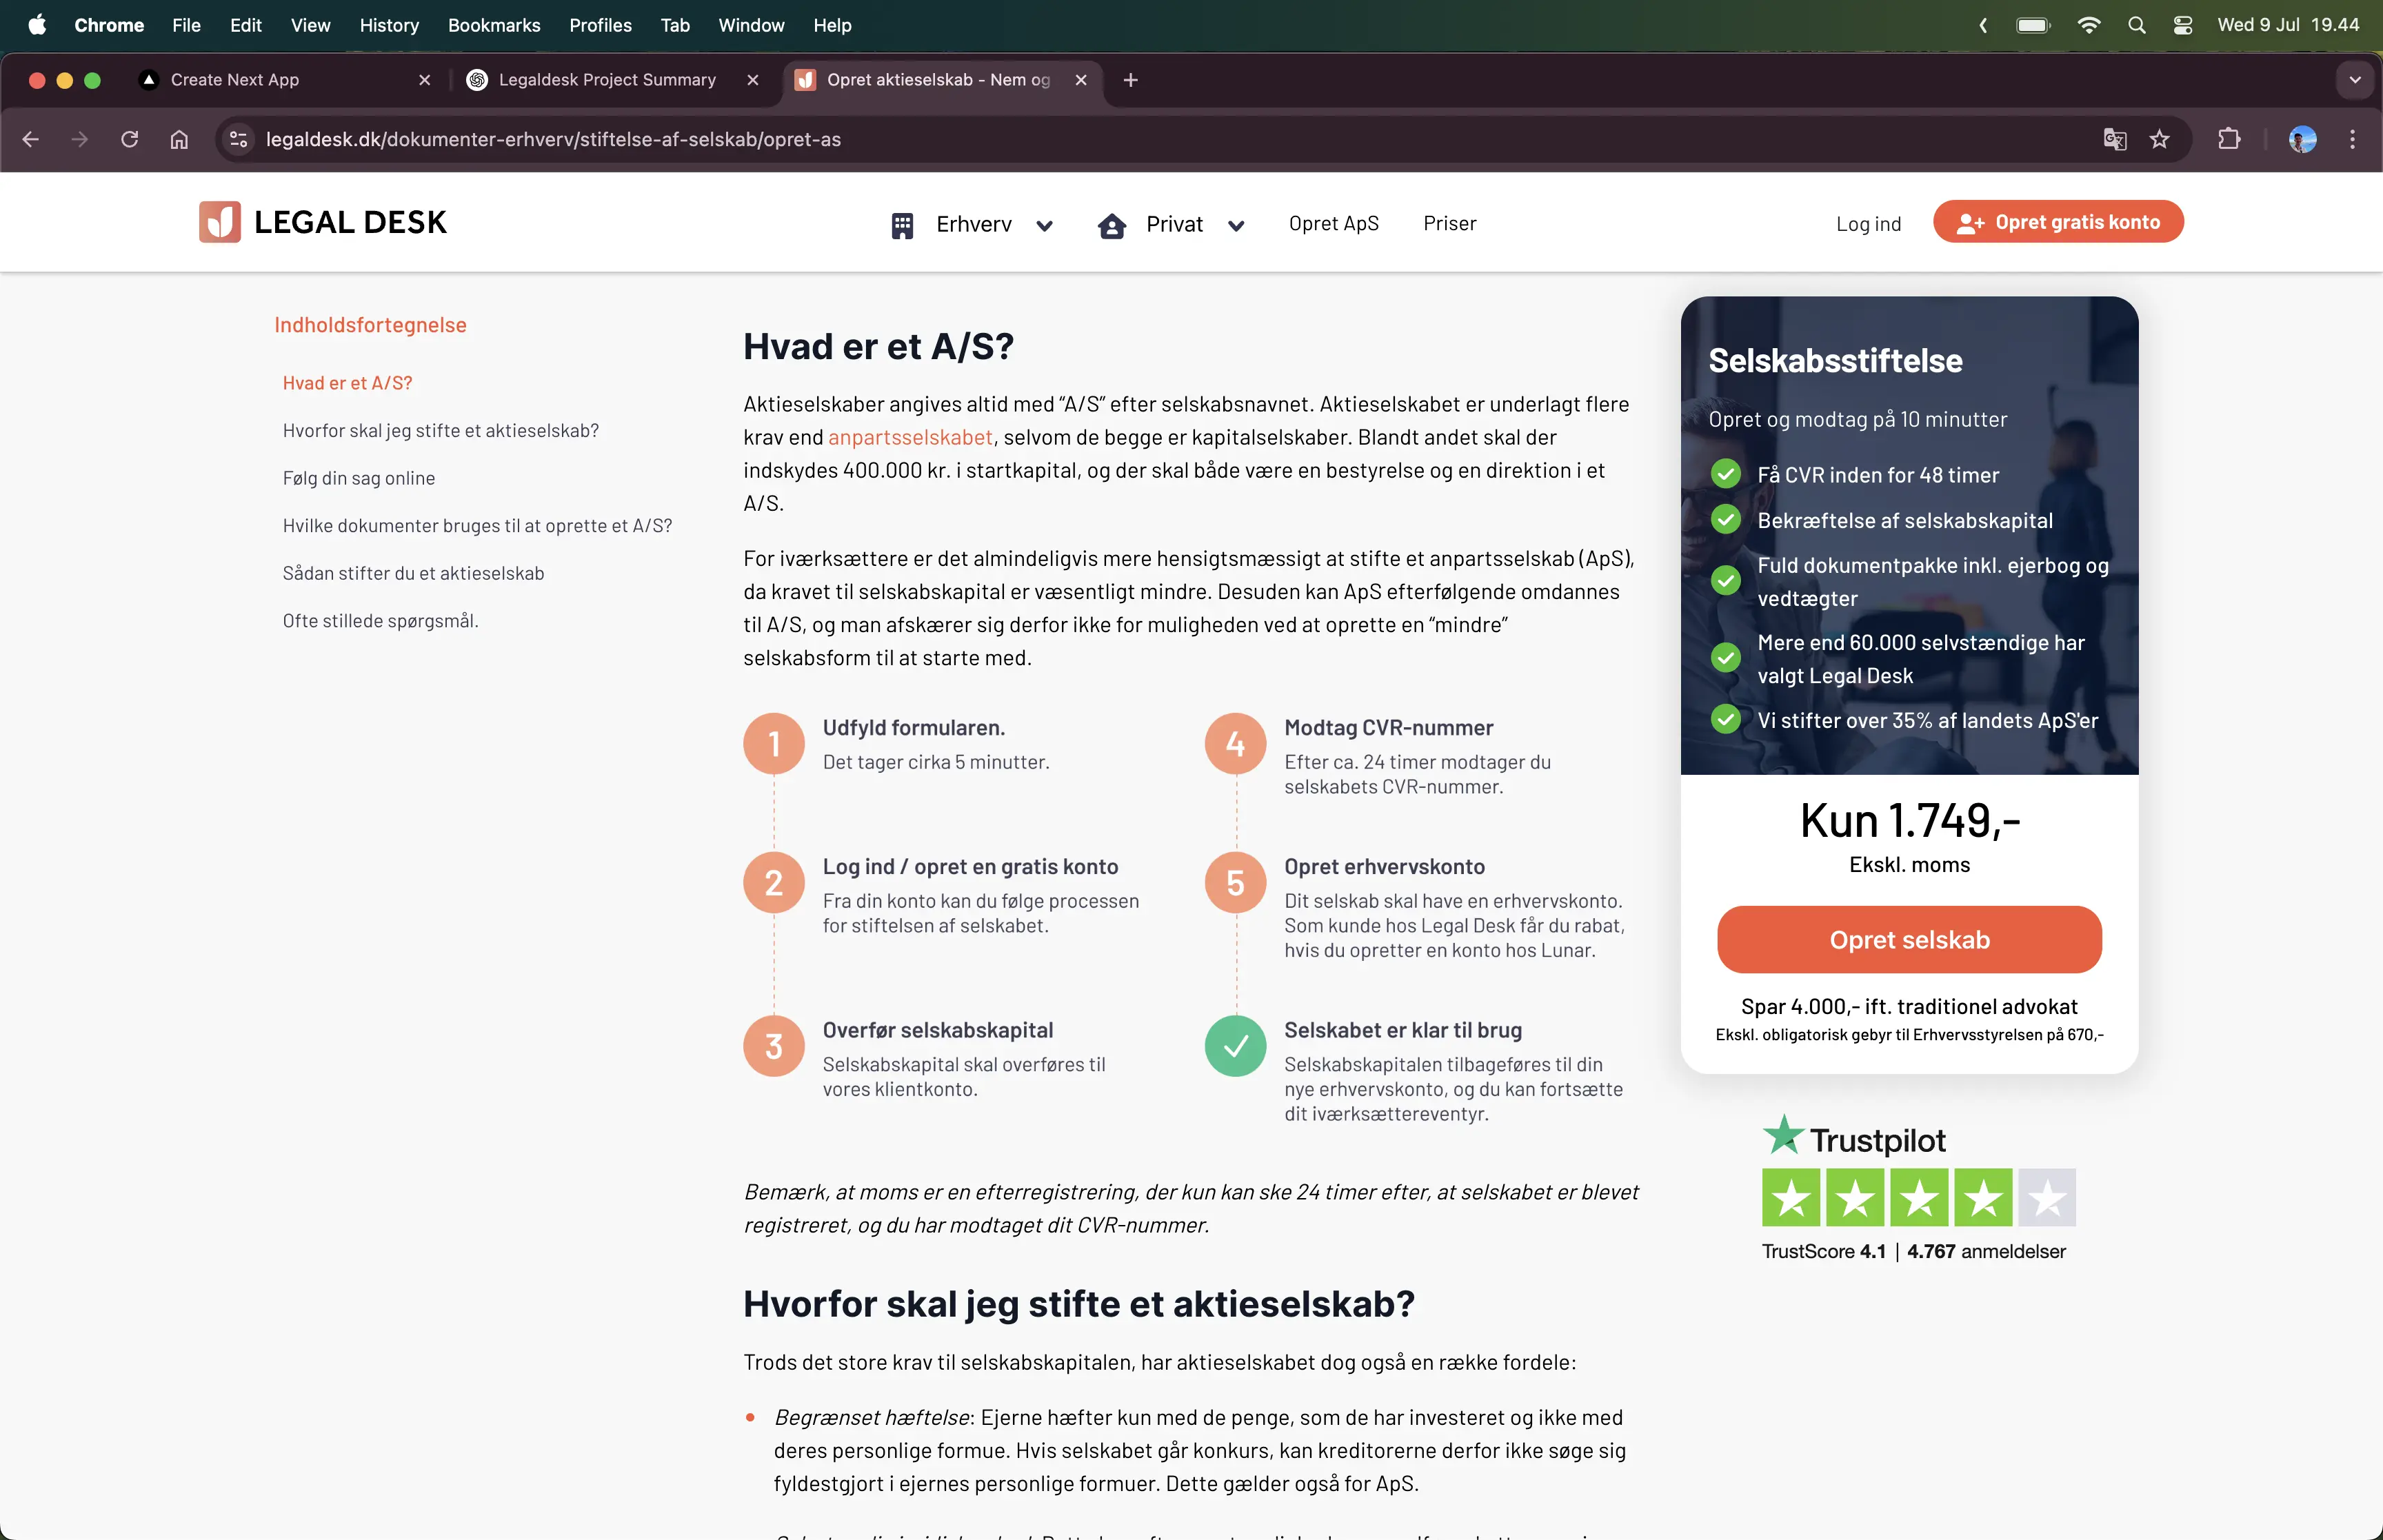 Chrome File Edit View History Bookmarks Profiles Tab Window Help Wed 9 Jul 19.44
Create Next App Legaldesk Project Summary Opret aktieselskab - Nem og
legaldesk.dk/dokumenter-erhverv/stiftelse-af-selskab/opret-as
LEGAL DESK Erhverv Privat Opret ApS Priser Log ind Opret gratis konto
Indholdsfortegnelse
Hvad er et A/S?
Hvorfor skal jeg stifte et aktieselskab?
Følg din sag online
Hvilke dokumenter bruges til at oprette et A/S?
Sådan stifter du et aktieselskab
Ofte stillede spørgsmål.
Hvad er et A/S?
Aktieselskaber angives altid med “A/S” efter selskabsnavnet. Aktieselskabet er underlagt flere
krav end anpartsselskabet, selvom de begge er kapitalselskaber. Blandt andet skal der
indskydes 400.000 kr. i startkapital, og der skal både være en bestyrelse og en direktion i et
A/S.
For iværksættere er det almindeligvis mere hensigtsmæssigt at stifte et anpartsselskab (ApS),
da kravet til selskabskapital er væsentligt mindre. Desuden kan ApS efterfølgende omdannes
til A/S, og man afskærer sig derfor ikke for muligheden ved at oprette en “mindre”
selskabsform til at starte med.
1 Udfyld formularen.
Det tager cirka 5 minutter.
2 Log ind / opret en gratis konto
Fra din konto kan du følge processen
for stiftelsen af selskabet.
3 Overfør selskabskapital
Selskabskapital skal overføres til
vores klientkonto.
4 Modtag CVR-nummer
Efter ca. 24 timer modtager du
selskabets CVR-nummer.
5 Opret erhvervskonto
Dit selskab skal have en erhvervskonto.
Som kunde hos Legal Desk får du rabat,
hvis du opretter en konto hos Lunar.
Selskabet er klar til brug
Selskabskapitalen tilbageføres til din
nye erhvervskonto, og du kan fortsætte
dit iværksættereventyr.
Bemærk, at moms er en efterregistrering, der kun kan ske 24 timer efter, at selskabet er blevet
registreret, og du har modtaget dit CVR-nummer.
Hvorfor skal jeg stifte et aktieselskab?
Trods det store krav til selskabskapitalen, har aktieselskabet dog også en række fordele:
Begrænset hæftelse: Ejerne hæfter kun med de penge, som de har investeret og ikke med
deres personlige formue. Hvis selskabet går konkurs, kan kreditorerne derfor ikke søge sig
fyldestgjort i ejernes personlige formuer. Dette gælder også for ApS.
Selskabsstiftelse
Opret og modtag på 10 minutter
Få CVR inden for 48 timer
Bekræftelse af selskabskapital
Fuld dokumentpakke inkl. ejerbog og
vedtægter
Mere end 60.000 selvstændige har
valgt Legal Desk
Vi stifter over 35% af landets ApS'er
Kun 1.749,-
Ekskl. moms
Opret selskab
Spar 4.000,- ift. traditionel advokat
Ekskl. obligatorisk gebyr til Erhvervsstyrelsen på 670,-
Trustpilot
TrustScore 4.1 | 4.767 anmeldelser